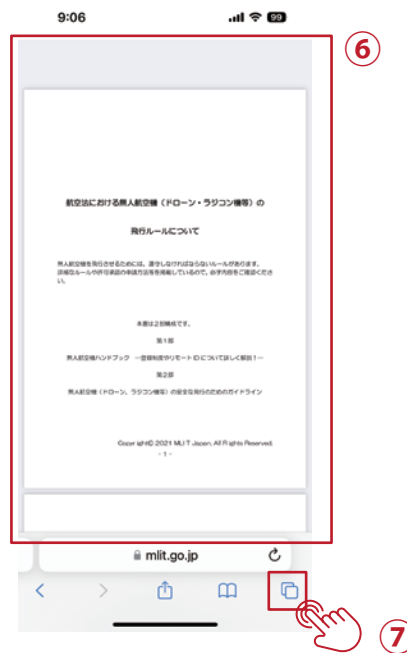 9:06
99
⑥
航空法における無人航空機（ドローン・ラジコン機等）の
飛行ルールについて
無人航空機を飛行させるためには、遵守しなければならないルールがあります。
詳細なルールや許可承認の申請方法等を掲載しているので、必ず内容をご確認くださ
い。
本書は２部構成です。
第１部
無人航空機ハンドブック　ー登録制度やリモート ID について詳しく解説！ー
第２部
無人航空機（ドローン、ラジコン機等）の安全な飛行のためのガイドライン
Copyright© 2021 MLIT Japan. All Rights Reserved.
- 1 -
mlit.go.jp
⑦